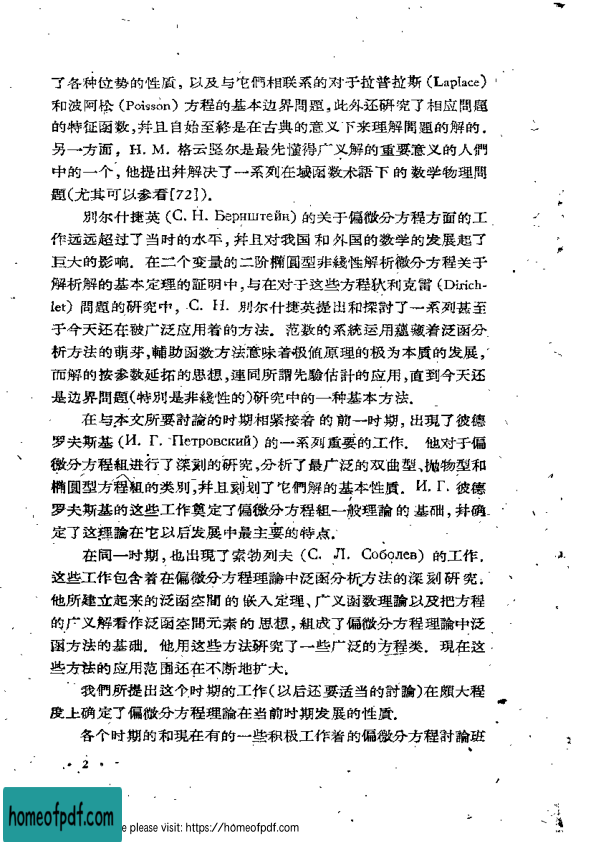 了各种位势的性质，以及与它們相联系的对于拉普拉斯 (Laplace)
和波阿松 (Poisson) 方程的基本边界問題，此外还研究了相应問題
的特征函数，幷且自始至終是在古典的意义下来理解問題的解的．
另一方面，Н. М. 格云竖尔是最先懂得广义解的重要意义的人們
中的一个，他提出幷解决了一系列在域函数术語下的数学物理問
題(尤其可以参看[72])．
別尔什捷英 (С. Н. Бернштейн) 的关于偏微分方程方面的工
作远远超过了当时的水平，幷且对我国和外国的数学的发展起了
巨大的影响．在二个变量的二阶椭圓型非綫性解析微分方程关于
解析解的基本定理的証明中，与在对于这些方程狄利克雷 (Dirich-
let) 問題的研究中，С. Н. 別尔什捷英提出和探討了一系列甚至
于今天还在被广泛应用着的方法．范数的系統运用蘊藏着泛函分
析方法的萌芽，輔助函数方法意味着极値原理的极为本质的发展，
而解的按参数延拓的思想，連同所謂先驗估計的应用，直到今天还
是边界問題(特別是非綫性的)研究中的一种基本方法．
在与本文所要討論的时期相紧接着的前一时期，出現了彼德
罗夫斯基 (И. Г. Петровский) 的一系列重要的工作．他对于偏
微分方程組进行了深刻的研究，分析了最广泛的双曲型、抛物型和
椭圓型方程組的类別，幷且刻划了它們解的基本性质．И. Г. 彼德
罗夫斯基的这些工作奠定了偏微分方程組一般理論的基础，幷确
定了这理論在它以后发展中最主要的特点．
在同一时期，也出現了索勃列夫 (С. Л. Соболев) 的工作．
这些工作包含着在偏微分方程理論中泛函分析方法的深刻研究．
他所建立起来的泛函空間的嵌入定理、广义函数理論以及把方程
的广义解看作泛函空間元素的思想，組成了偏微分方程理論中泛
函方法的基础．他用这些方法研究了一些广泛的方程类．現在这
些方法的应用范围还在不断地扩大．
我們所提出这个时期的工作(以后还要适当的討論)在頗大程
度上确定了偏微分方程理論在当前时期发展的性质．
各个时期的和現在有的一些积极工作着的偏微分方程討論班
· 2 ·
homeofpdf.com
e please visit: https://homeofpdf.com